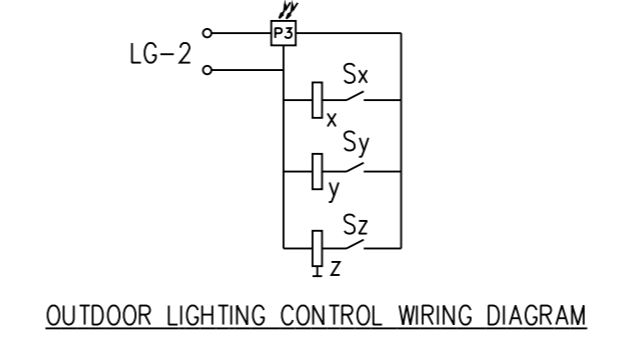 P3
LG-2
Sx
x
Sy
y
Sz
z
OUTDOOR LIGHTING CONTROL WIRING DIAGRAM